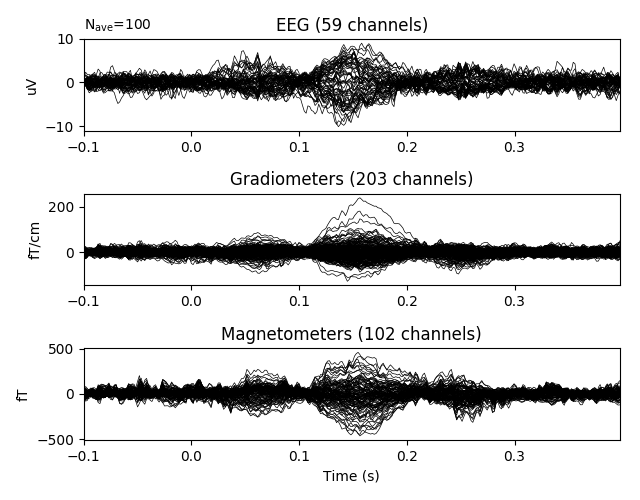 N_ave=100
EEG (59 channels)
10
0
−10
uV
−0.1 0.0 0.1 0.2 0.3
Gradiometers (203 channels)
200
0
fT/cm
−0.1 0.0 0.1 0.2 0.3
Magnetometers (102 channels)
500
0
−500
fT
−0.1 0.0 0.1 0.2 0.3
Time (s)